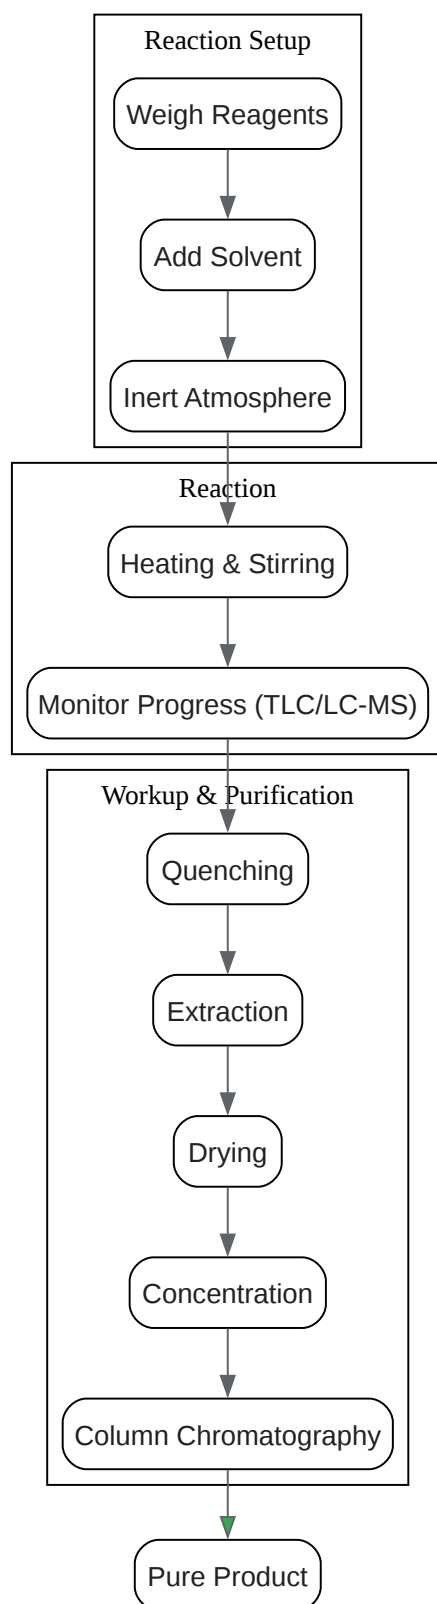 Reaction Setup
Weigh Reagents
Add Solvent
Inert Atmosphere
Reaction
Heating & Stirring
Monitor Progress (TLC/LC-MS)
Workup & Purification
Quenching
Extraction
Drying
Concentration
Column Chromatography
Pure Product